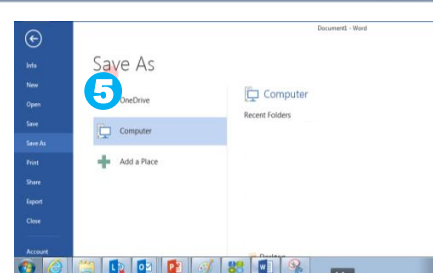 Document1 - Word
Save As
Info
New
Open
Save
Save As
Print
Share
Export
Close
Account
5
OneDrive
Computer
Add a Place
Computer
Recent Folders
Desktop